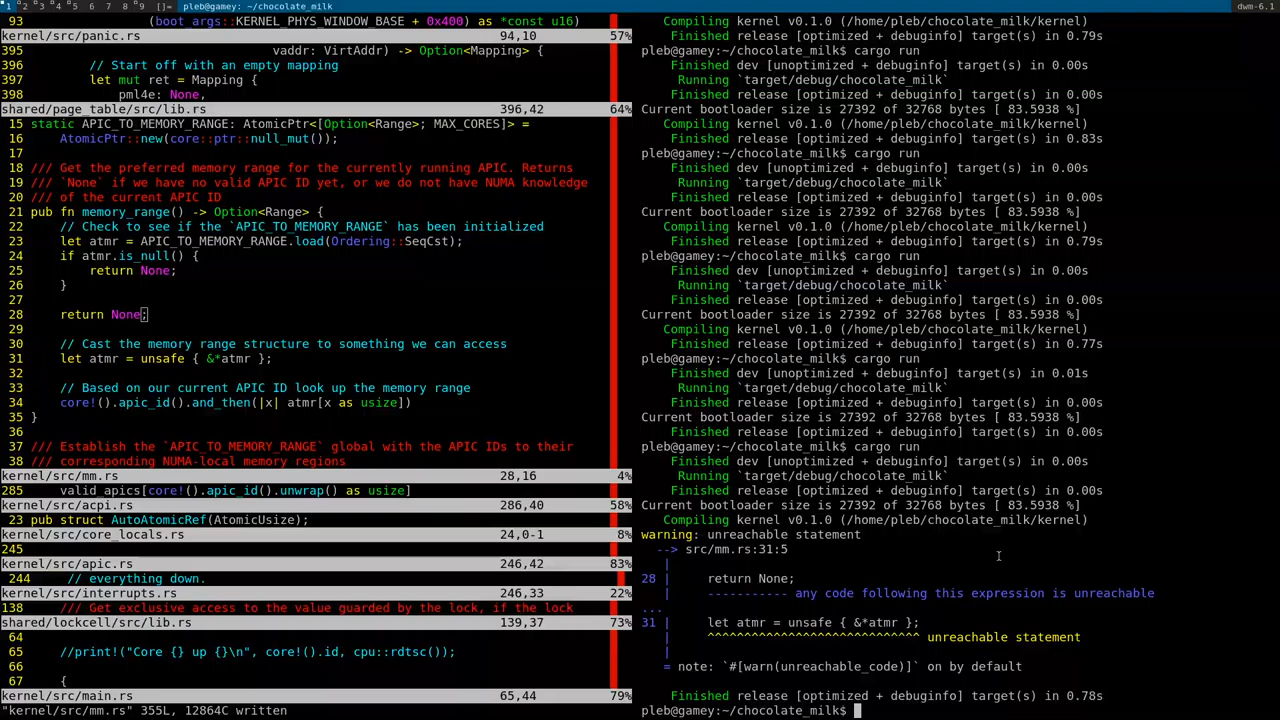 1 2 3 4 5 6 7 8 9 []= pleb@gamey: ~/chocolate_milk dwm-6.1
93                 (boot_args::KERNEL_PHYS_WINDOW_BASE + 0x400) as *const u16)
kernel/src/panic.rs 94,10 57%
395                                  vaddr: VirtAddr) -> Option<Mapping> {
396         // Start off with an empty mapping
397         let mut ret = Mapping {
398             pml4e: None,
shared/page_table/src/lib.rs 396,42 64%
15 static APIC_TO_MEMORY_RANGE: AtomicPtr<[Option<Range>; MAX_CORES]> =
16     AtomicPtr::new(core::ptr::null_mut());
17
18 /// Get the preferred memory range for the currently running APIC. Returns
19 /// `None` if we have no valid APIC ID yet, or we do not have NUMA knowledge
20 /// of the current APIC ID
21 pub fn memory_range() -> Option<Range> {
22     // Check to see if the `APIC_TO_MEMORY_RANGE` has been initialized
23     let atmr = APIC_TO_MEMORY_RANGE.load(Ordering::SeqCst);
24     if atmr.is_null() {
25         return None;
26     }
27
28     return None;
29
30     // Cast the memory range structure to something we can access
31     let atmr = unsafe { &*atmr };
32
33     // Based on our current APIC ID look up the memory range
34     core!().apic_id().and_then(|x| atmr[x as usize])
35 }
36
37 /// Establish the `APIC_TO_MEMORY_RANGE` global with the APIC IDs to their
38 /// corresponding NUMA-local memory regions
kernel/src/mm.rs 28,16 4%
285     valid_apics[core!().apic_id().unwrap() as usize]
kernel/src/acpi.rs 286,40 58%
23 pub struct AutoAtomicRef(AtomicUsize);
kernel/src/core_locals.rs 24,0-1 8%
245
kernel/src/apic.rs 246,42 83%
244     // everything down.
kernel/src/interrupts.rs 246,33 22%
138     /// Get exclusive access to the value guarded by the lock, if the lock
shared/lockcell/src/lib.rs 139,37 73%
64
65     //print!("Core {} up {}\n", core!().id, cpu::rdtsc());
66
67     {
kernel/src/main.rs 65,44 79%
"kernel/src/mm.rs" 355L, 12864C written
Compiling kernel v0.1.0 (/home/pleb/chocolate_milk/kernel)
Finished release [optimized + debuginfo] target(s) in 0.79s
pleb@gamey:~/chocolate_milk$ cargo run
Finished dev [unoptimized + debuginfo] target(s) in 0.00s
Running `target/debug/chocolate_milk`
Finished release [optimized + debuginfo] target(s) in 0.00s
Current bootloader size is 27392 of 32768 bytes [ 83.5938 %]
Compiling kernel v0.1.0 (/home/pleb/chocolate_milk/kernel)
Finished release [optimized + debuginfo] target(s) in 0.83s
pleb@gamey:~/chocolate_milk$ cargo run
Finished dev [unoptimized + debuginfo] target(s) in 0.00s
Running `target/debug/chocolate_milk`
Finished release [optimized + debuginfo] target(s) in 0.00s
Current bootloader size is 27392 of 32768 bytes [ 83.5938 %]
Compiling kernel v0.1.0 (/home/pleb/chocolate_milk/kernel)
Finished release [optimized + debuginfo] target(s) in 0.79s
pleb@gamey:~/chocolate_milk$ cargo run
Finished dev [unoptimized + debuginfo] target(s) in 0.00s
Running `target/debug/chocolate_milk`
Finished release [optimized + debuginfo] target(s) in 0.00s
Current bootloader size is 27392 of 32768 bytes [ 83.5938 %]
Compiling kernel v0.1.0 (/home/pleb/chocolate_milk/kernel)
Finished release [optimized + debuginfo] target(s) in 0.77s
pleb@gamey:~/chocolate_milk$ cargo run
Finished dev [unoptimized + debuginfo] target(s) in 0.01s
Running `target/debug/chocolate_milk`
Finished release [optimized + debuginfo] target(s) in 0.00s
Current bootloader size is 27392 of 32768 bytes [ 83.5938 %]
Finished release [optimized + debuginfo] target(s) in 0.00s
pleb@gamey:~/chocolate_milk$ cargo run
Finished dev [unoptimized + debuginfo] target(s) in 0.00s
Running `target/debug/chocolate_milk`
Finished release [optimized + debuginfo] target(s) in 0.00s
Current bootloader size is 27392 of 32768 bytes [ 83.5938 %]
Compiling kernel v0.1.0 (/home/pleb/chocolate_milk/kernel)
warning: unreachable statement
--> src/mm.rs:31:5
|
28 |     return None;
|     ----------- any code following this expression is unreachable
...
31 |     let atmr = unsafe { &*atmr };
|     ^^^^^^^^^^^^^^^^^^^^^^^^^^^^^ unreachable statement
|
= note: `#[warn(unreachable_code)]` on by default
Finished release [optimized + debuginfo] target(s) in 0.78s
pleb@gamey:~/chocolate_milk$